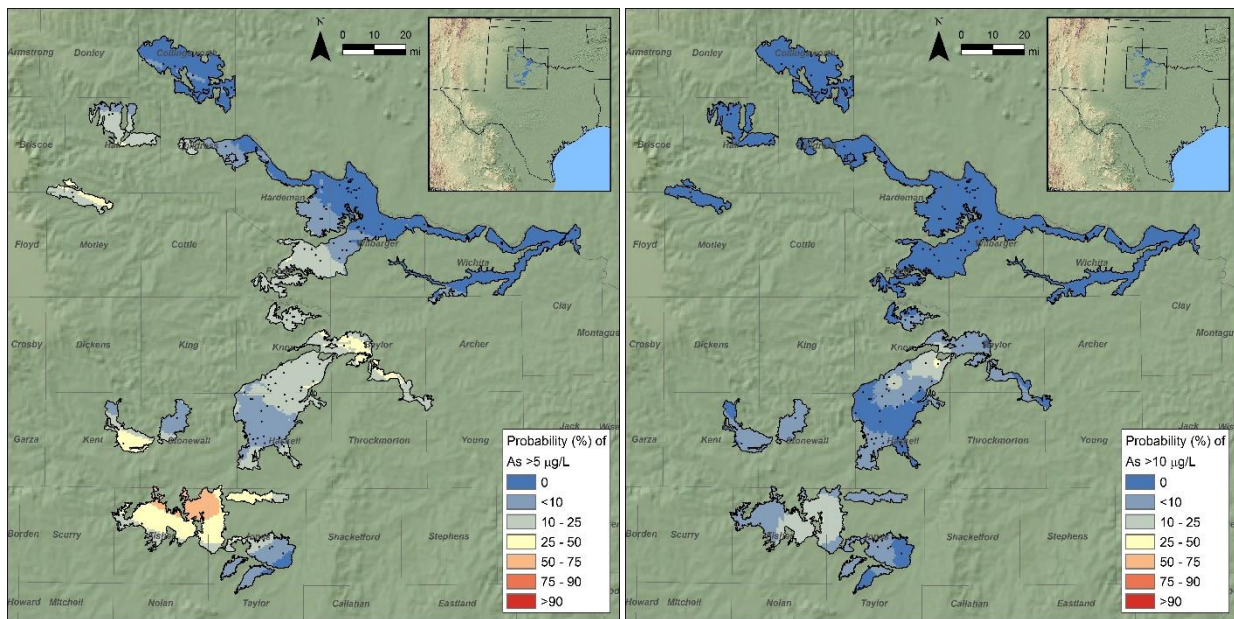 N
0 10 20
mi
Armstrong Donley Collingsworth
Briscoe Hall Childress
Hardeman
Floyd Motley Cottle Wilbarger
Foard Wichita
Clay
Montague
Crosby Dickens King Knox Baylor Archer
Garza Kent Stonewall Haskell Throckmorton Young Jack Wise
Borden Scurry Fisher Jones Shackelford Stephens
Howard Mitchell Nolan Taylor Callahan Eastland
Probability (%) of
As >5 µg/L
0
<10
10 - 25
25 - 50
50 - 75
75 - 90
>90
N
0 10 20
mi
Armstrong Donley Collingsworth
Briscoe Hall Childress
Hardeman
Floyd Motley Cottle Wilbarger
Foard Wichita
Clay
Montague
Crosby Dickens King Knox Baylor Archer
Garza Kent Stonewall Haskell Throckmorton Young Jack Wise
Borden Scurry Fisher Jones Shackelford Stephens
Howard Mitchell Nolan Taylor Callahan Eastland
Probability (%) of
As >10 µg/L
0
<10
10 - 25
25 - 50
50 - 75
75 - 90
>90